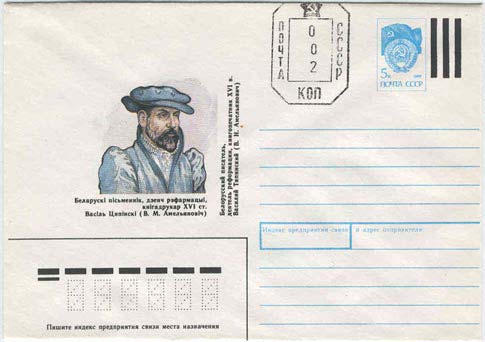 ПОЧТА
СССР
0
0
2
КОП
5к
ПОЧТА СССР
Беларускі пісьменнік, дзеяч рэфармацыі,
кнігадрукар XVI ст.
Васіль Цяпінскі (В. М. Амельяновіч)
Белорусский писатель,
деятель реформации, книгопечатник XVI в.
Василий Тяпинский (В. Н. Амельянович)
Индекс предприятия связи и адрес отправителя
Пишите индекс предприятия связи места назначения